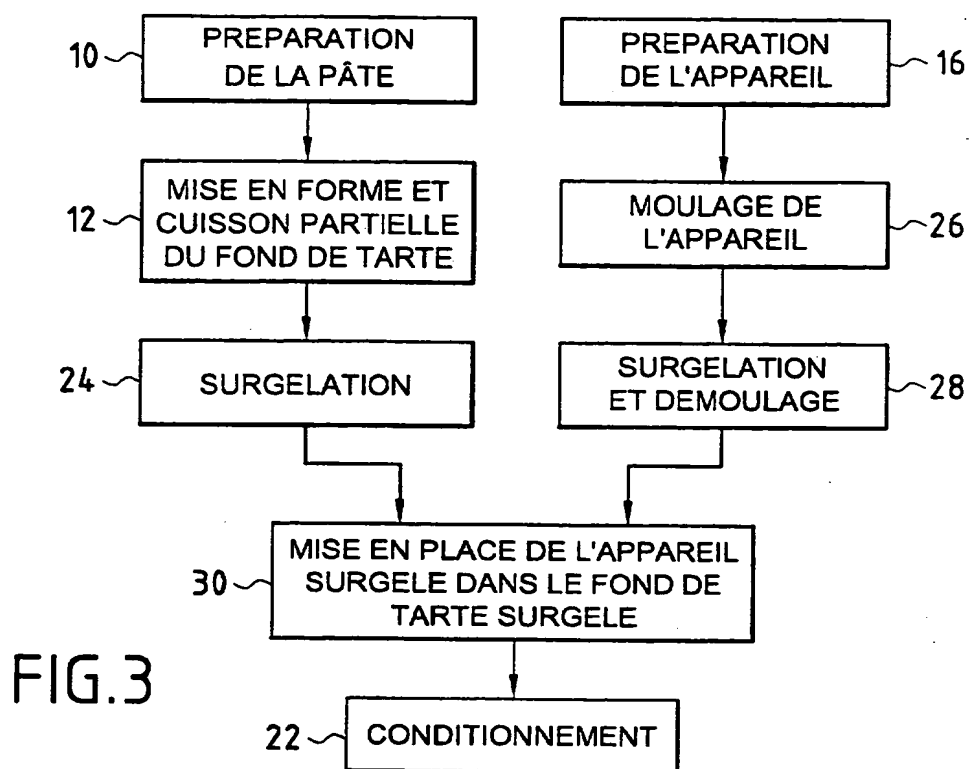 10
PREPARATION
DE LA PÂTE
PREPARATION
DE L'APPAREIL
16
12
MISE EN FORME ET
CUISSON PARTIELLE
DU FOND DE TARTE
MOULAGE DE
L'APPAREIL
26
24
SURGELATION
SURGELATION
ET DEMOULAGE
28
30
MISE EN PLACE DE L'APPAREIL
SURGELE DANS LE FOND DE
TARTE SURGELE
FIG.3
22
CONDITIONNEMENT